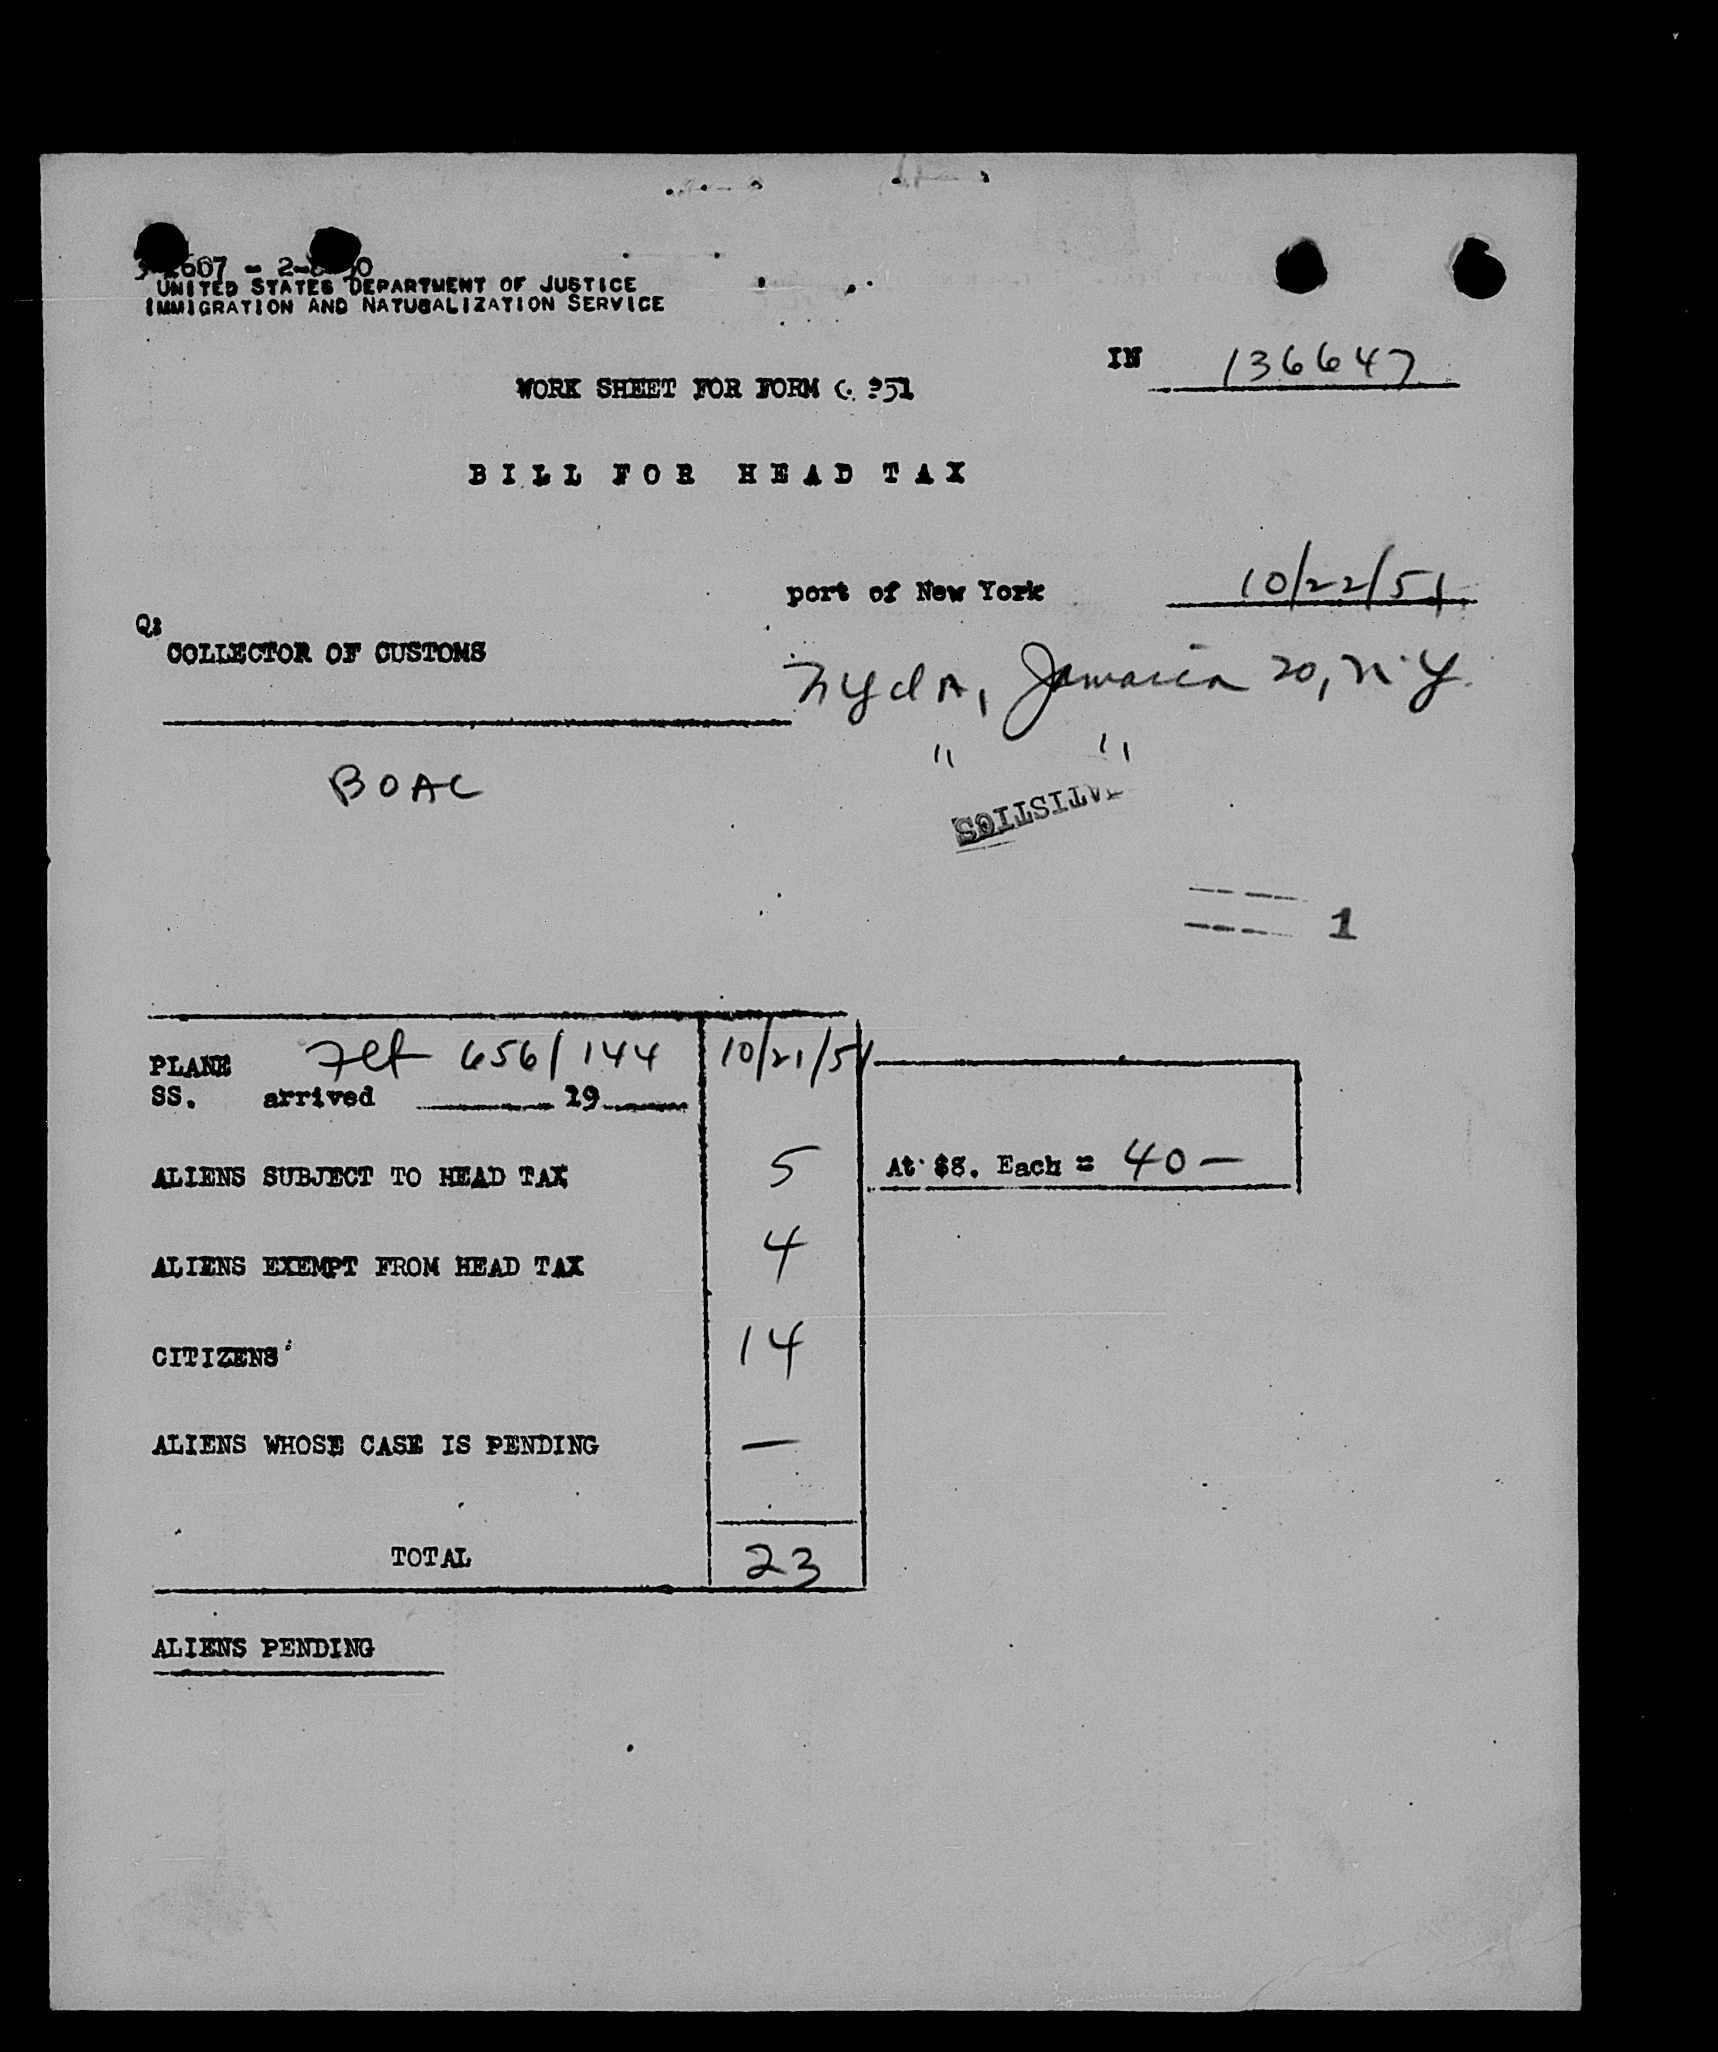 UNITED STATES DEPARTMENT OF JUSTICE
IMMIGRATION AND NATURALIZATION SERVICE
IN 136647
WORK SHEET FOR FORM
BILL FOR HEAD TAX
port of New York 10/22/51
COLLECTOR OF CUSTOMS
Jamaica 20, N.Y.
" "
BOAC
1
PLANE Flt 656/144 10/21/51
SS. arrived 19
ALIENS SUBJECT TO HEAD TAX 5 At $8. Each = 40 —
ALIENS EXEMPT FROM HEAD TAX 4
CITIZENS 14
ALIENS WHOSE CASE IS PENDING —
TOTAL 23
ALIENS PENDING